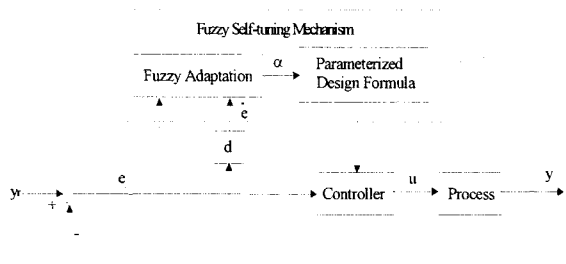 Fuzzy Self-tuning Mechanism
Fuzzy Adaptation
α
Parameterized
Design Formula
ė
d
e
yr
+
-
Controller
u
Process
y